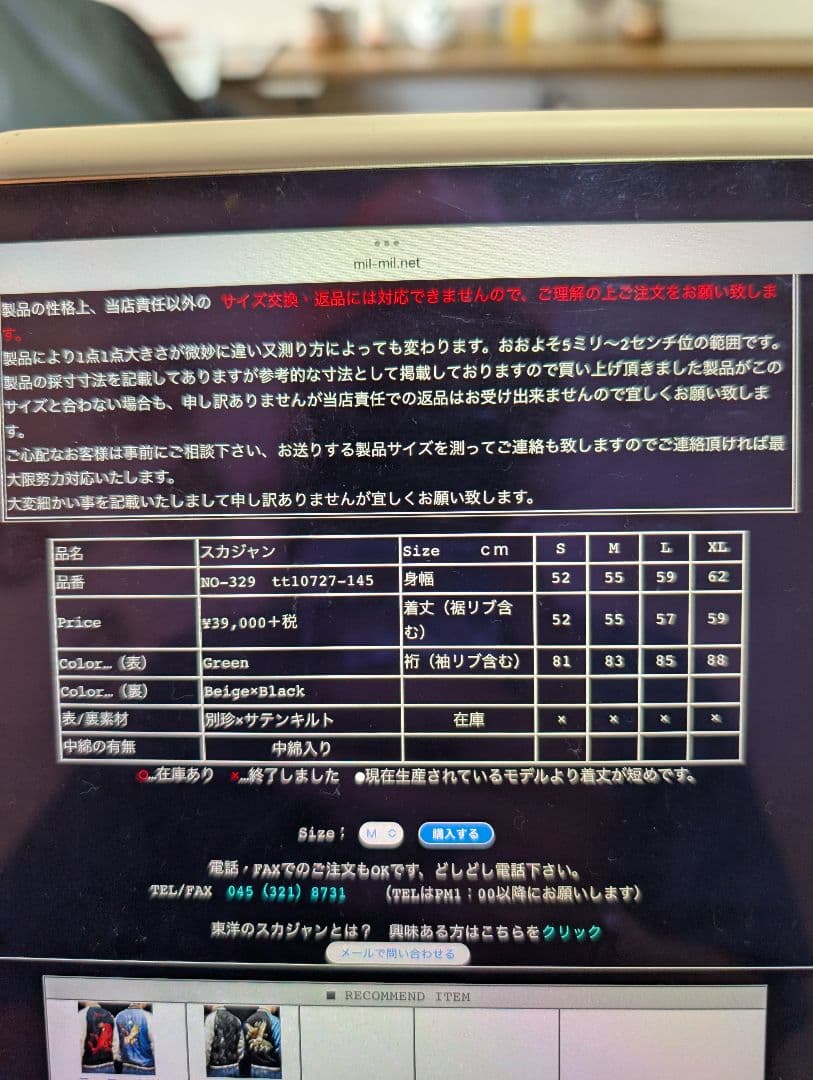 mil-mil.net
製品の性格上、当店責任以外の サイズ交換・返品には対応できませんので、ご理解の上ご注文をお願い致しま
す。
製品により1点1点大きさが微妙に違い又測り方によっても変わります。おおよそ5ミリ～2センチ位の範囲です。
製品の採寸寸法を記載してありますが参考的な寸法として掲載しておりますので買い上げ頂きました製品がこの
サイズと合わない場合も、申し訳ありませんが当店責任での返品はお受け出来ませんので宜しくお願い致しま
す。
ご心配なお客様は事前にご相談下さい、お送りする製品サイズを測ってご連絡も致しますのでご連絡頂ければ最
大限努力対応いたします。
大変細かい事を記載いたしまして申し訳ありませんが宜しくお願い致します。
品名 スカジャン Size cm S M L XL
品番 NO-329 tt10727-145 身幅 52 55 59 62
Price ¥39,000＋税 着丈（裾リブ含
む） 52 55 57 59
Color…（表） Green 裄（袖リブ含む） 81 83 85 88
Color…（裏） Beige×Black
表/裏素材 別珍×サテンキルト 在庫 × × × ×
中綿の有無 中綿入り
○…在庫あり ×…終了しました ●現在生産されているモデルより着丈が短めです。
Size； M 購入する
電話・FAXでのご注文もOKです、どしどし電話下さい。
TEL/FAX 045（321）8731 （TELはPM1；00以降にお願いします）
東洋のスカジャンとは？ 興味ある方はこちらをクリック
メールで問い合わせる
■ RECOMMEND ITEM